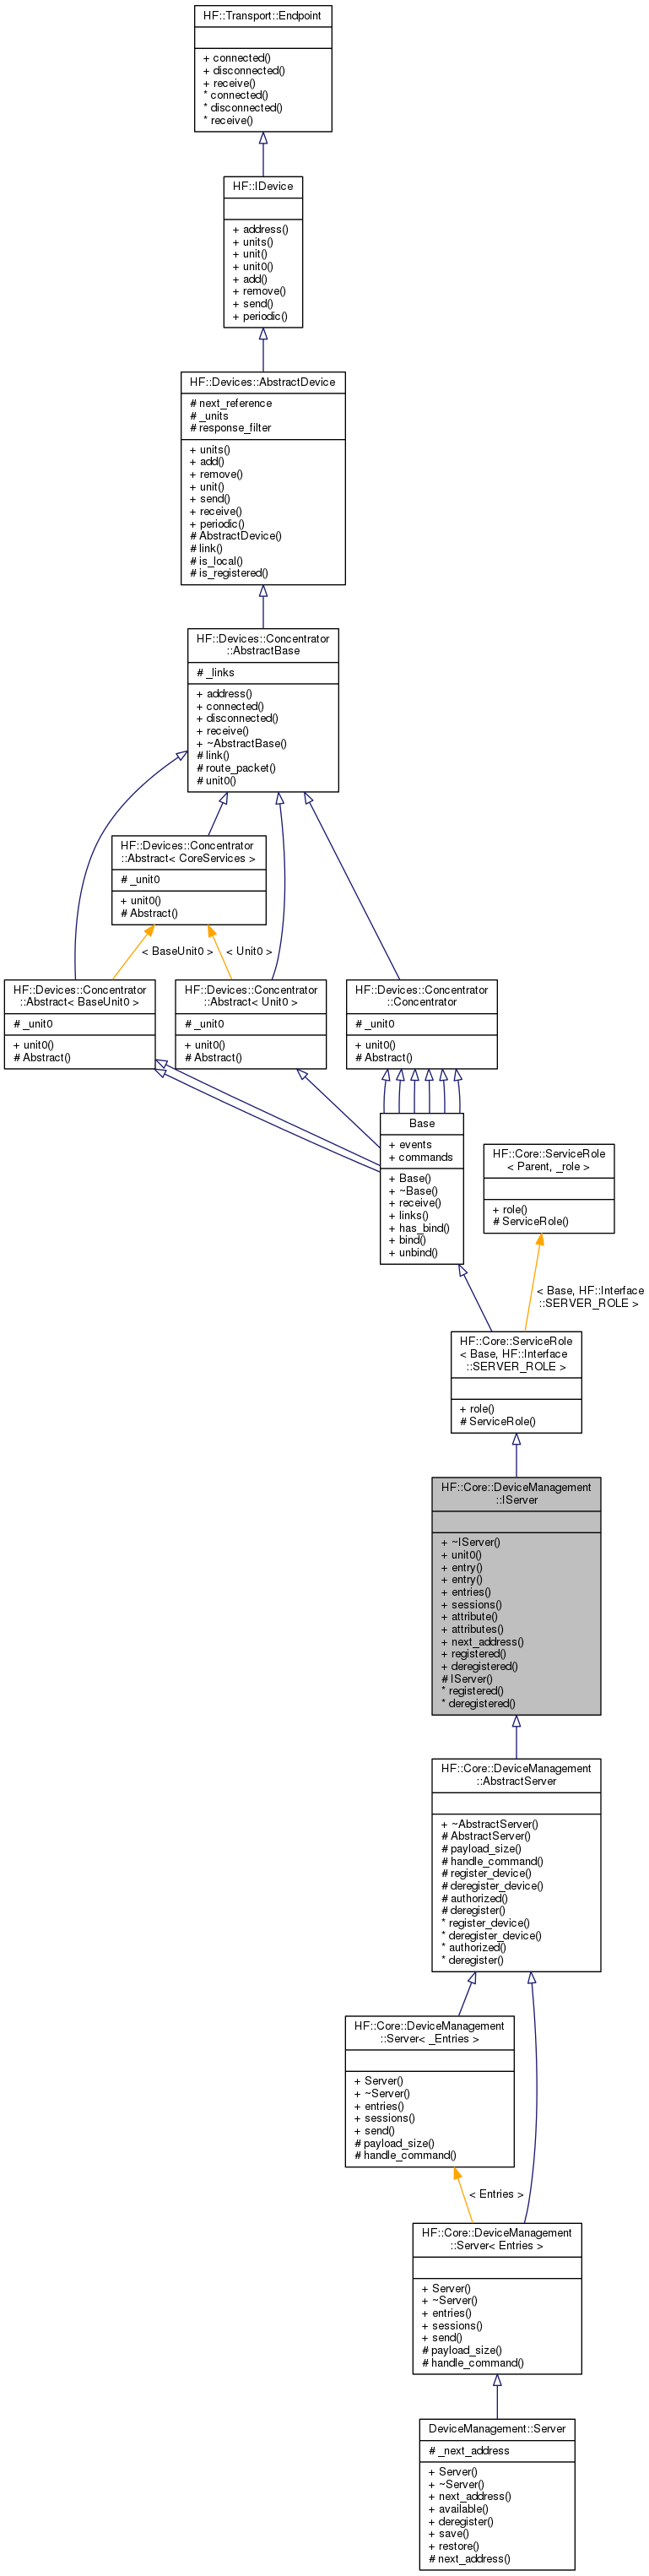 HF::Transport::Endpoint
+ connected()
+ disconnected()
+ receive()
* connected()
* disconnected()
* receive()
HF::IDevice
+ address()
+ units()
+ unit()
+ unit0()
+ add()
+ remove()
+ send()
+ periodic()
HF::Devices::AbstractDevice
# next_reference
# _units
# response_filter
+ units()
+ add()
+ remove()
+ unit()
+ send()
+ receive()
+ periodic()
# AbstractDevice()
# link()
# is_local()
# is_registered()
HF::Devices::Concentrator
::AbstractBase
# _links
+ address()
+ connected()
+ disconnected()
+ receive()
+ ~AbstractBase()
# link()
# route_packet()
# unit0()
HF::Devices::Concentrator
::Abstract< CoreServices >
# _unit0
+ unit0()
# Abstract()
< BaseUnit0 >
< Unit0 >
HF::Devices::Concentrator
::Abstract< BaseUnit0 >
# _unit0
+ unit0()
# Abstract()
HF::Devices::Concentrator
::Abstract< Unit0 >
# _unit0
+ unit0()
# Abstract()
HF::Devices::Concentrator
::Concentrator
# _unit0
+ unit0()
# Abstract()
Base
+ events
+ commands
+ Base()
+ ~Base()
+ receive()
+ links()
+ has_bind()
+ bind()
+ unbind()
HF::Core::ServiceRole
< Parent, _role >
+ role()
# ServiceRole()
< Base, HF::Interface
::SERVER_ROLE >
HF::Core::ServiceRole
< Base, HF::Interface
::SERVER_ROLE >
+ role()
# ServiceRole()
HF::Core::DeviceManagement
::IServer
+ ~IServer()
+ unit0()
+ entry()
+ entry()
+ entries()
+ sessions()
+ attribute()
+ attributes()
+ next_address()
+ registered()
+ deregistered()
# IServer()
* registered()
* deregistered()
HF::Core::DeviceManagement
::AbstractServer
+ ~AbstractServer()
# AbstractServer()
# payload_size()
# handle_command()
# register_device()
# deregister_device()
# authorized()
# deregister()
* register_device()
* deregister_device()
* authorized()
* deregister()
HF::Core::DeviceManagement
::Server< _Entries >
+ Server()
+ ~Server()
+ entries()
+ sessions()
+ send()
# payload_size()
# handle_command()
< Entries >
HF::Core::DeviceManagement
::Server< Entries >
+ Server()
+ ~Server()
+ entries()
+ sessions()
+ send()
# payload_size()
# handle_command()
DeviceManagement::Server
# _next_address
+ Server()
+ ~Server()
+ next_address()
+ available()
+ deregister()
+ save()
+ restore()
# next_address()